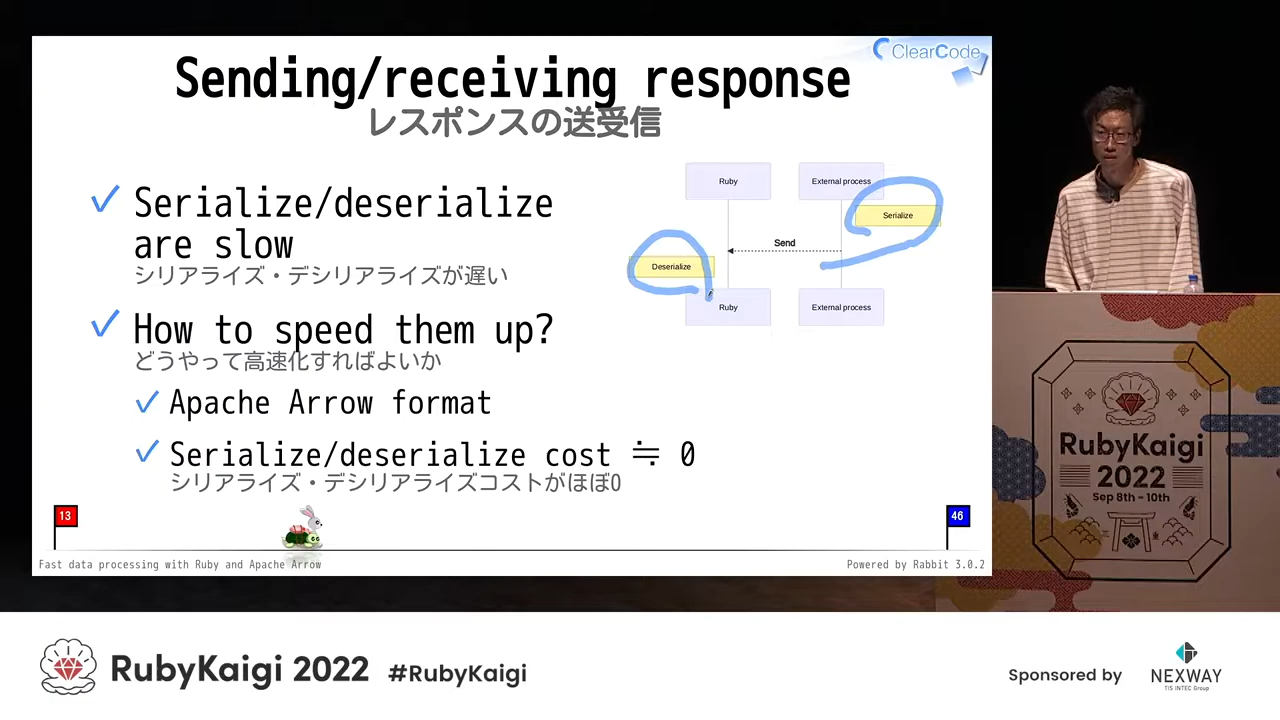 ClearCode
Sending/receiving response
レスポンスの送受信
Serialize/deserialize
are slow
シリアライズ・デシリアライズが遅い
How to speed them up?
どうやって高速化すればよいか
Apache Arrow format
Serialize/deserialize cost ≒ 0
シリアライズ・デシリアライズコストがほぼ0
Ruby
External process
Serialize
Send
Deserialize
Ruby
External process
13
46
Fast data processing with Ruby and Apache Arrow
Powered by Rabbit 3.0.2
RubyKaigi
2022
Sep 8th - 10th
RubyKaigi 2022
#RubyKaigi
Sponsored by
NEXWAY
TIS INTEC Group